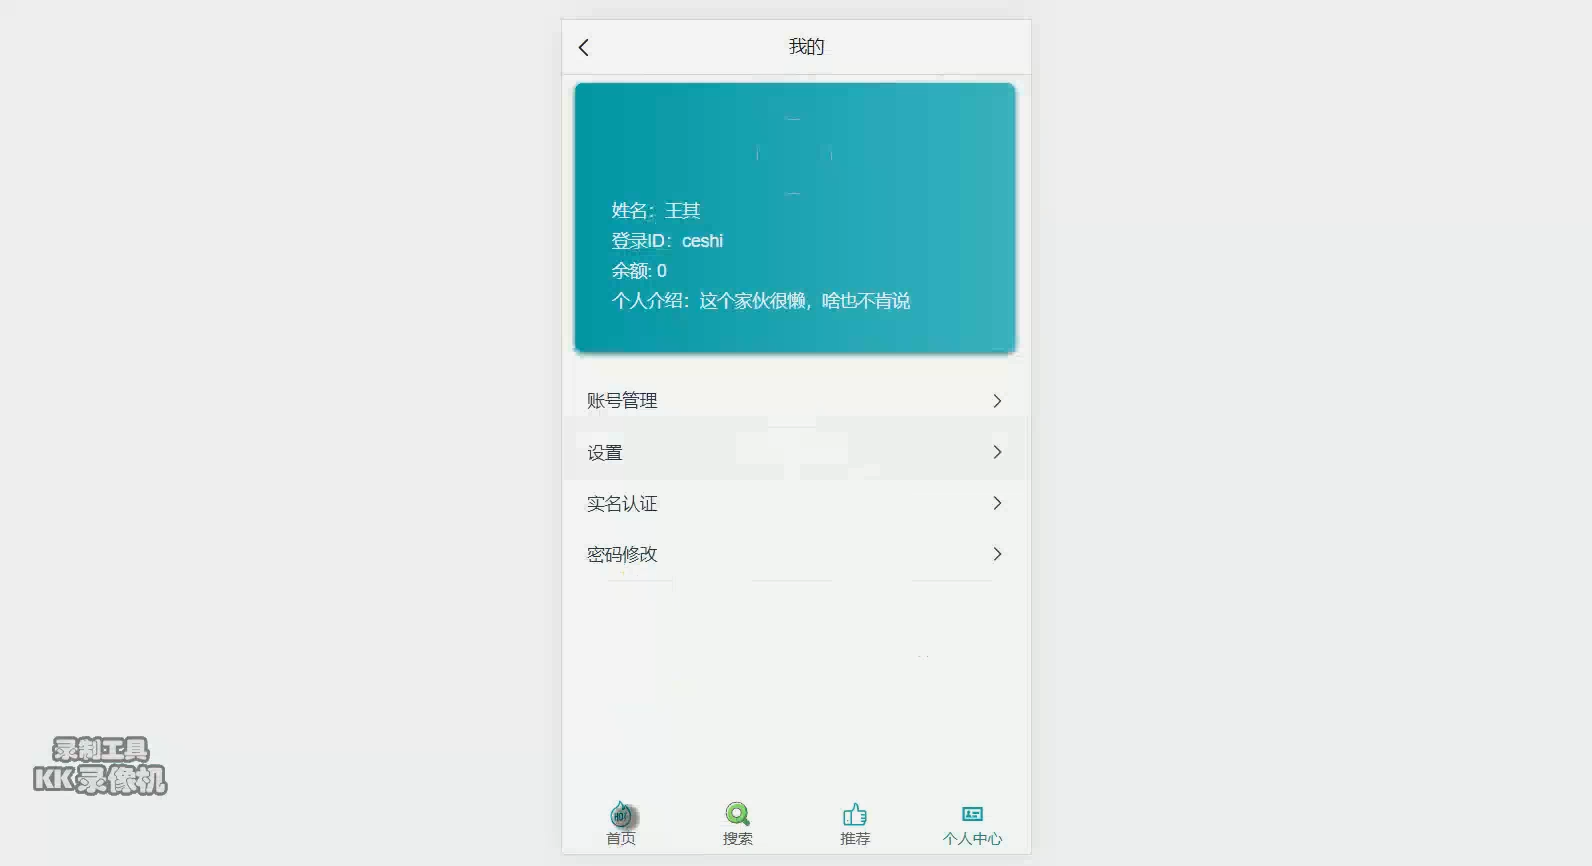 我的
姓名：王其
登录ID：ceshi
余额: 0
个人介绍：这个家伙很懒，啥也不肯说
账号管理
设置
实名认证
密码修改
HOT
首页
搜索
推荐
个人中心
录制工具
KK录像机